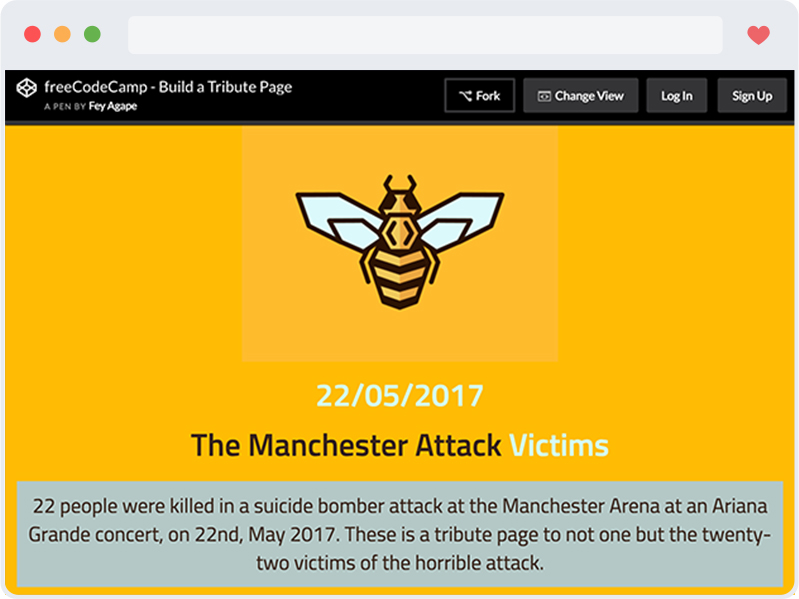 freeCodeCamp - Build a Tribute Page
A PEN BY Fey Agape
Fork
Change View
Log In
Sign Up
22/05/2017
The Manchester Attack Victims
22 people were killed in a suicide bomber attack at the Manchester Arena at an Ariana
Grande concert, on 22nd, May 2017. These is a tribute page to not one but the twenty-
two victims of the horrible attack.